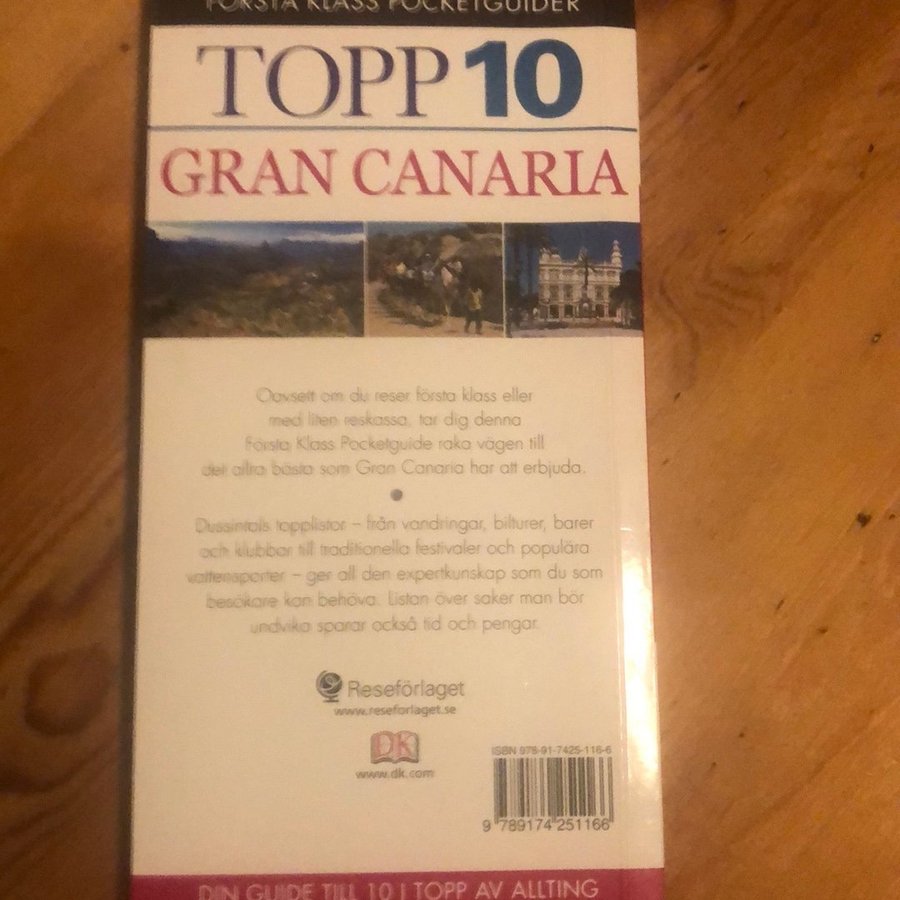 FÖRSTA KLASS POCKETGUIDER
TOPP 10
GRAN CANARIA
Oavsett om du reser första klass eller
med liten reskassa, tar dig denna
Första Klass Pocketguide raka vägen till
det allra bästa som Gran Canaria har att erbjuda.
Dussintals topplistor – från vandringar, bilturer, barer
och klubbar till traditionella festivaler och populära
vattensporter – ger all den expertkunskap som du som
besökare kan behöva. Listan över saker man bör
undvika sparar också tid och pengar.
Reseförlaget
www.reseforlaget.se
DK
www.dk.com
ISBN 978-91-7425-116-6
9 789174 251166
DIN GUIDE TILL 10 I TOPP AV ALLTING